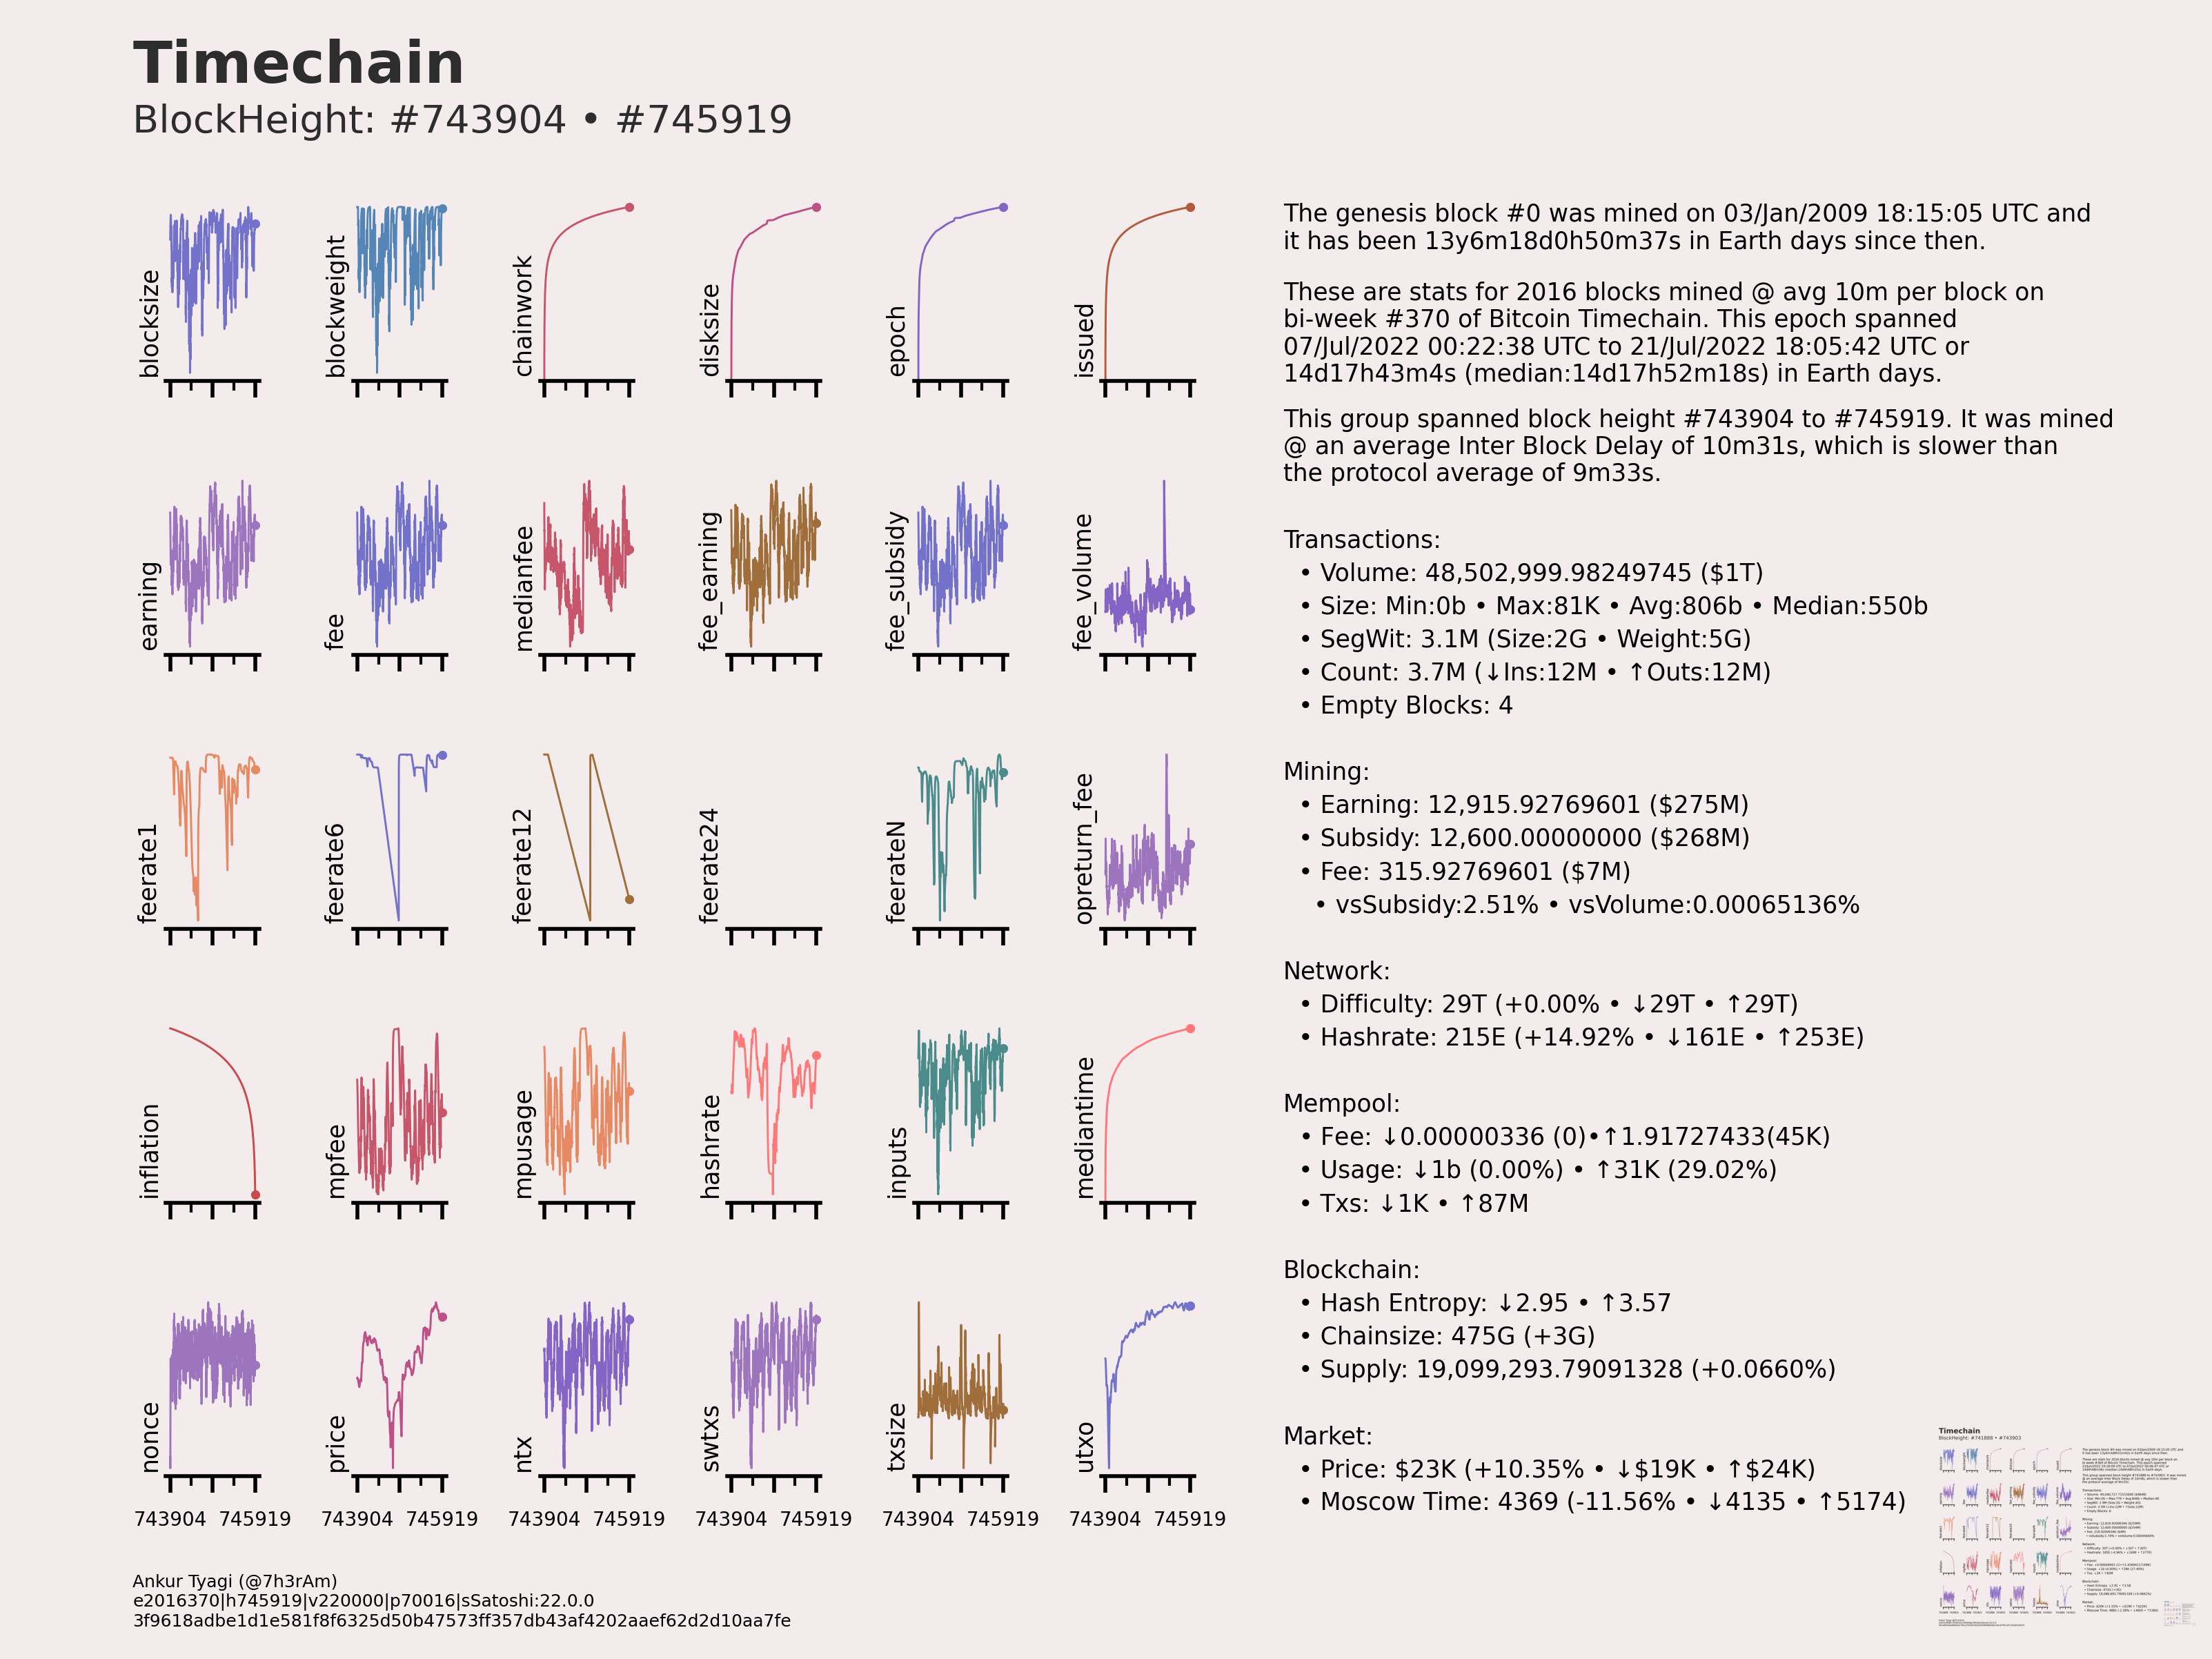 Timechain
BlockHeight: #743904 • #745919
blocksize
blockweight
chainwork
disksize
epoch
issued
earning
fee
medianfee
fee_earning
fee_subsidy
fee_volume
feerate1
feerate6
feerate12
feerate24
feerateN
opreturn_fee
inflation
mpfee
mpusage
hashrate
inputs
mediantime
nonce
price
ntx
swtxs
txsize
utxo
743904 745919 743904 745919 743904 745919 743904 745919 743904 745919 743904 745919
The genesis block #0 was mined on 03/Jan/2009 18:15:05 UTC and
it has been 13y6m18d0h50m37s in Earth days since then.
These are stats for 2016 blocks mined @ avg 10m per block on
bi-week #370 of Bitcoin Timechain. This epoch spanned
07/Jul/2022 00:22:38 UTC to 21/Jul/2022 18:05:42 UTC or
14d17h43m4s (median:14d17h52m18s) in Earth days.
This group spanned block height #743904 to #745919. It was mined
@ an average Inter Block Delay of 10m31s, which is slower than
the protocol average of 9m33s.
Transactions:
• Volume: 48,502,999.98249745 ($1T)
• Size: Min:0b • Max:81K • Avg:806b • Median:550b
• SegWit: 3.1M (Size:2G • Weight:5G)
• Count: 3.7M (↓Ins:12M • ↑Outs:12M)
• Empty Blocks: 4
Mining:
• Earning: 12,915.92769601 ($275M)
• Subsidy: 12,600.00000000 ($268M)
• Fee: 315.92769601 ($7M)
• vsSubsidy:2.51% • vsVolume:0.00065136%
Network:
• Difficulty: 29T (+0.00% • ↓29T • ↑29T)
• Hashrate: 215E (+14.92% • ↓161E • ↑253E)
Mempool:
• Fee: ↓0.00000336 (0)•↑1.91727433(45K)
• Usage: ↓1b (0.00%) • ↑31K (29.02%)
• Txs: ↓1K • ↑87M
Blockchain:
• Hash Entropy: ↓2.95 • ↑3.57
• Chainsize: 475G (+3G)
• Supply: 19,099,293.79091328 (+0.0660%)
Market:
• Price: $23K (+10.35% • ↓$19K • ↑$24K)
• Moscow Time: 4369 (-11.56% • ↓4135 • ↑5174)
Ankur Tyagi (@7h3rAm)
e2016370|h745919|v220000|p70016|sSatoshi:22.0.0
3f9618adbe1d1e581f8f6325d50b47573ff357db43af4202aaef62d2d10aa7fe
Timechain
BlockHeight: #741888 • #743903